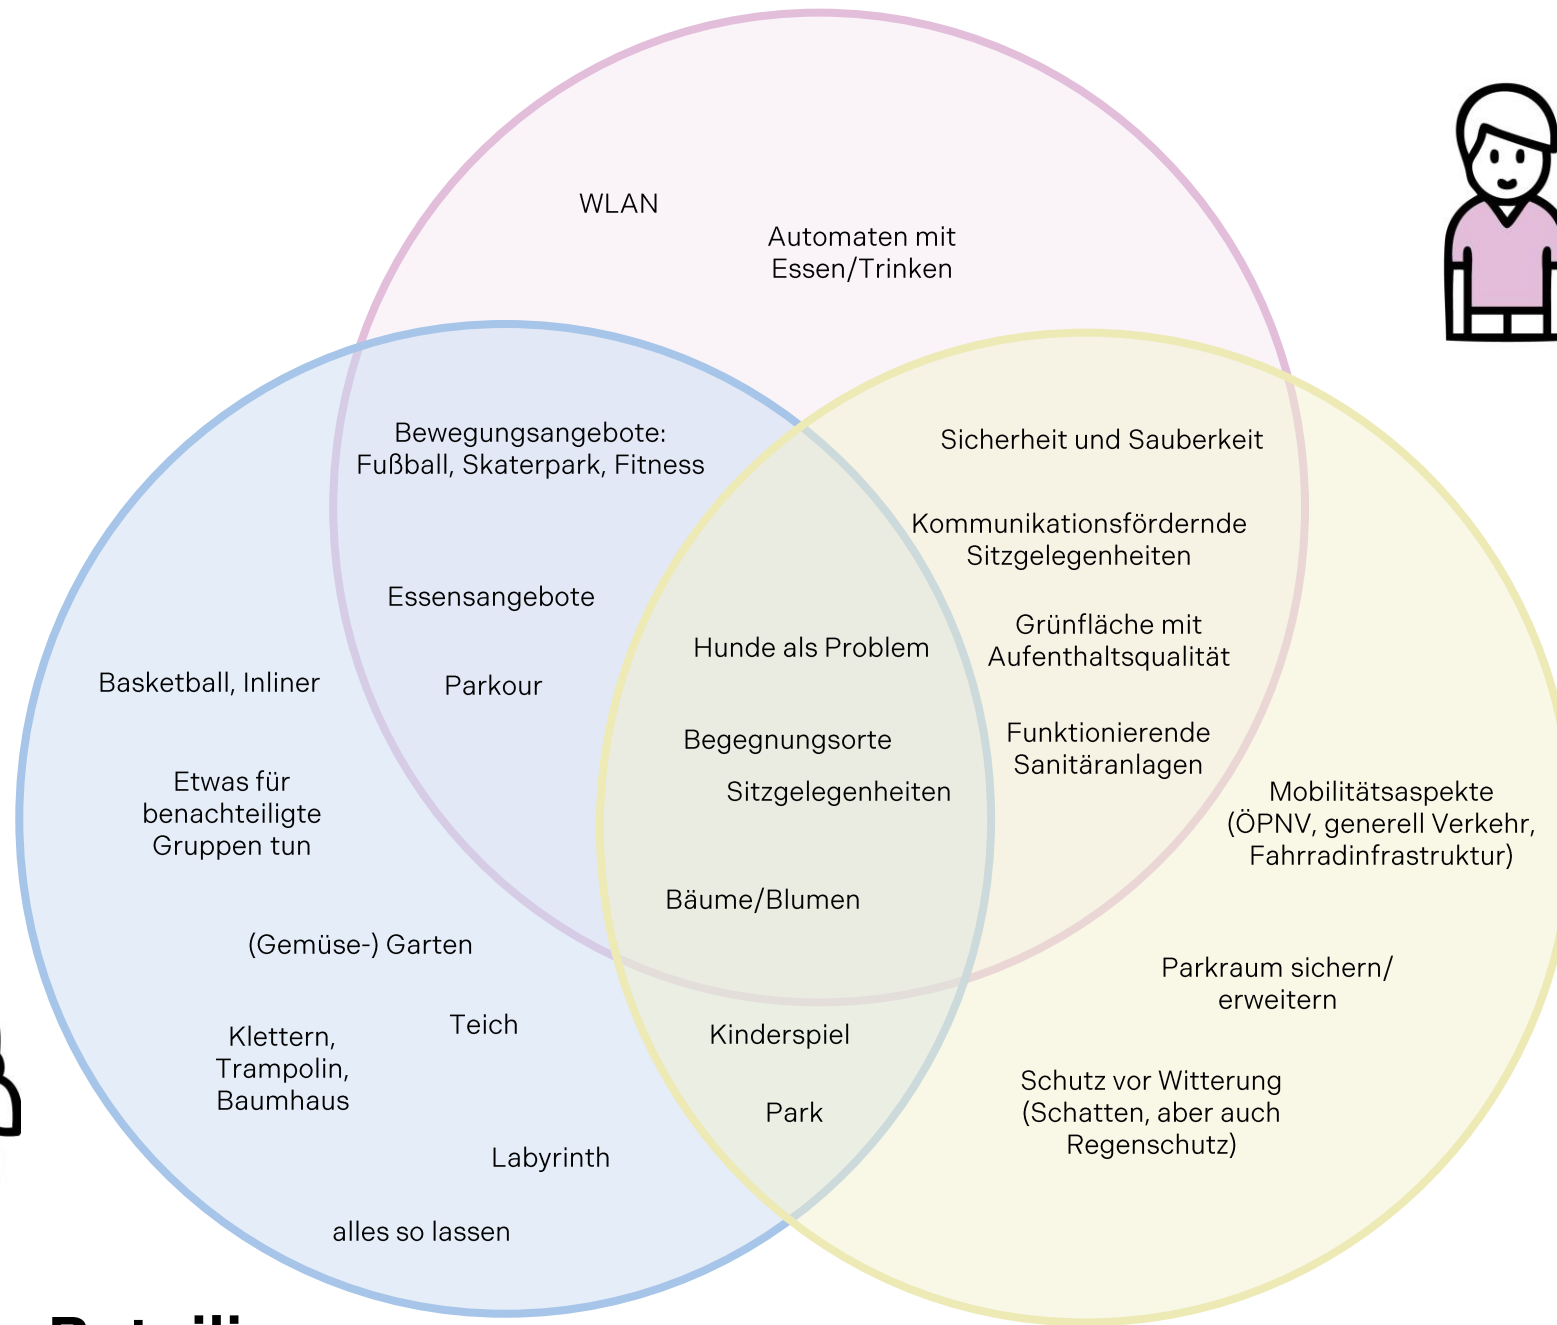 WLAN
Automaten mit
Essen/Trinken
Bewegungsangebote:
Fußball, Skaterpark, Fitness
Sicherheit und Sauberkeit
Kommunikationsfördernde
Sitzgelegenheiten
Essensangebote
Grünfläche mit
Aufenthaltsqualität
Hunde als Problem
Basketball, Inliner
Parkour
Begegnungsorte
Funktionierende
Sanitäranlagen
Sitzgelegenheiten
Etwas für
benachteiligte
Gruppen tun
Mobilitätsaspekte
(ÖPNV, generell Verkehr,
Fahrradinfrastruktur)
Bäume/Blumen
(Gemüse-) Garten
Parkraum sichern/
erweitern
Teich
Klettern,
Trampolin,
Baumhaus
Kinderspiel
Park
Schutz vor Witterung
(Schatten, aber auch
Regenschutz)
Labyrinth
alles so lassen